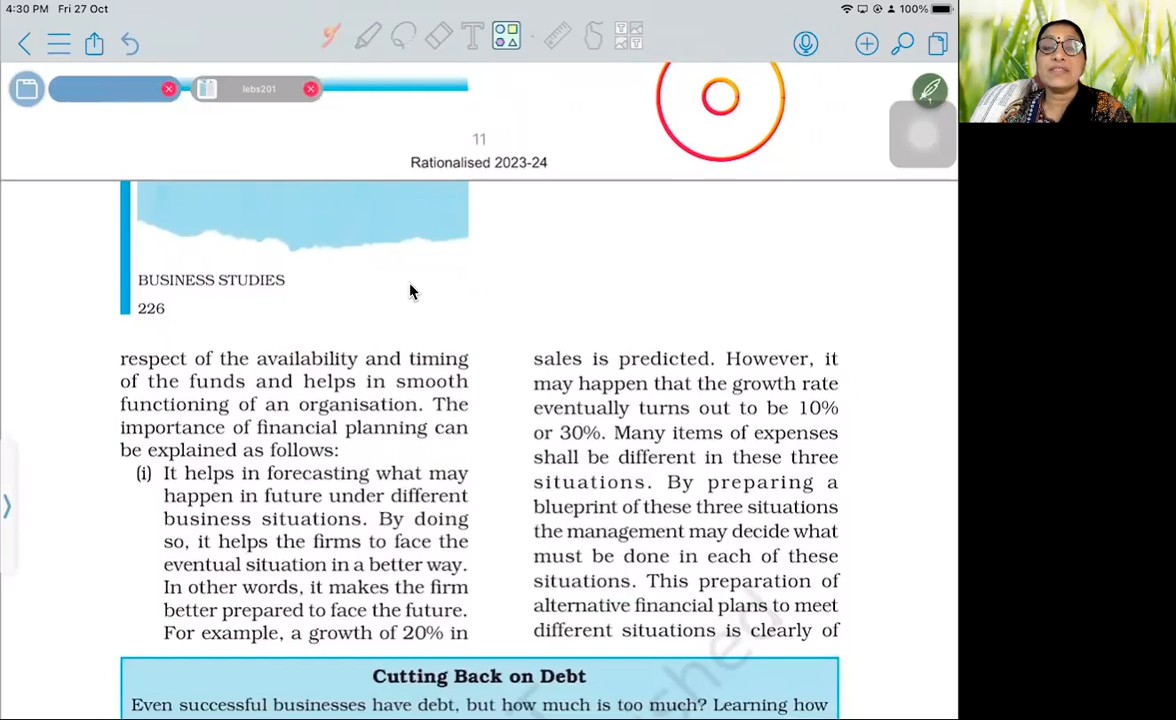 4:30 PM Fri 27 Oct
100%
lebs201
11
Rationalised 2023-24
BUSINESS STUDIES
226
respect of the availability and timing
of the funds and helps in smooth
functioning of an organisation. The
importance of financial planning can
be explained as follows:
(i) It helps in forecasting what may
happen in future under different
business situations. By doing
so, it helps the firms to face the
eventual situation in a better way.
In other words, it makes the firm
better prepared to face the future.
For example, a growth of 20% in
sales is predicted. However, it
may happen that the growth rate
eventually turns out to be 10%
or 30%. Many items of expenses
shall be different in these three
situations. By preparing a
blueprint of these three situations
the management may decide what
must be done in each of these
situations. This preparation of
alternative financial plans to meet
different situations is clearly of
Cutting Back on Debt
Even successful businesses have debt, but how much is too much? Learning how